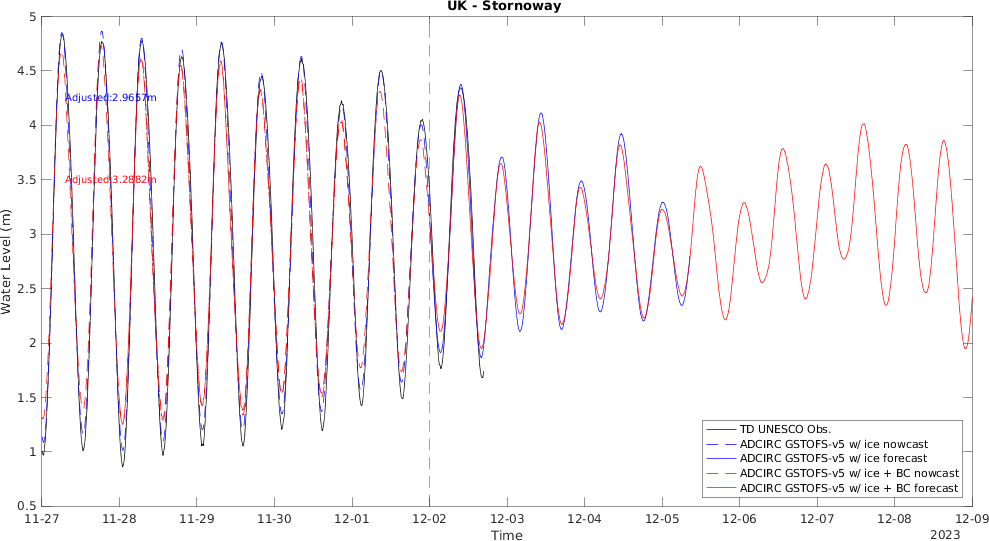 UK - Stornoway
5
4.5
4
3.5
3
2.5
2
1.5
1
0.5
Water Level (m)
Adjusted:2.9657m
Adjusted:3.2882m
TD UNESCO Obs.
ADCIRC GSTOFS-v5 w/ ice nowcast
ADCIRC GSTOFS-v5 w/ ice forecast
ADCIRC GSTOFS-v5 w/ ice + BC nowcast
ADCIRC GSTOFS-v5 w/ ice + BC forecast
11-27 11-28 11-29 11-30 12-01 12-02 12-03 12-04 12-05 12-06 12-07 12-08 12-09
Time
2023